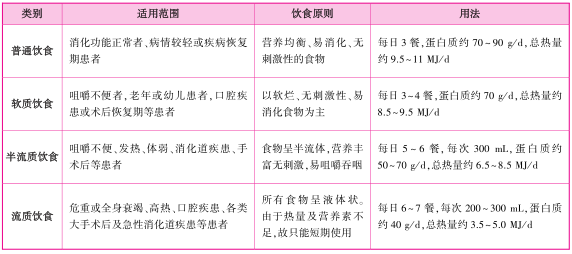 类别 适用范围 饮食原则 用法
普通饮食
消化功能正常者、病情较轻或疾病恢复
期患者
营养均衡、易消化、无
刺激性的食物
每日 3 餐,蛋白质约 70~90 g/d,总热量
约 9.5~11 MJ/d
软质饮食
咀嚼不便者,老年或幼儿患者,口腔疾
患或术后恢复期等患者
以软烂、无刺激性、易
消化食物为主
每日 3~4 餐,蛋白质约 70 g/d,总热量约
8.5~9.5 MJ/d
半流质饮食
咀嚼不便、发热、体弱、消化道疾患、手
术后等患者
食物呈半流体,营养丰
富无刺激,易咀嚼吞咽
每日 5~6 餐,每次 300 mL,蛋白质约
50~70 g/d,总热量约 6.5~8.5 MJ/d
流质饮食
危重或全身衰竭、高热、口腔疾患、各类
大手术后及急性消化道疾患等患者
所有食物呈液体状。
由于热量及营养素不
足,故只能短期使用
每日 6~7 餐,每次 200~300 mL,蛋白质
约 40 g/d,总热量约 3.5~5.0 MJ/d